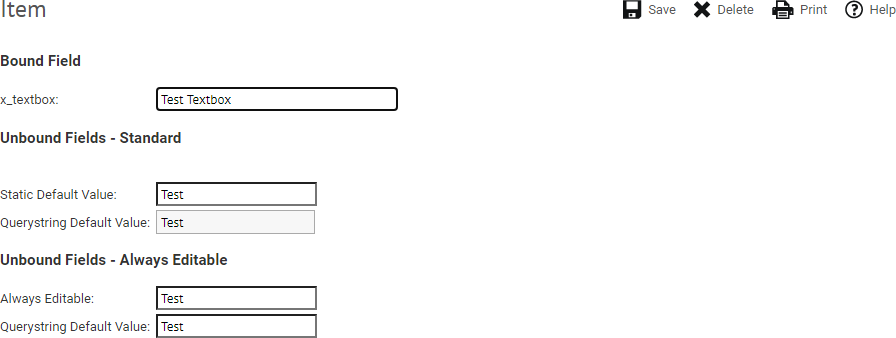 Item
Save Delete Print Help
Bound Field
x_textbox: Test Textbox
Unbound Fields - Standard
Static Default Value: Test
Querystring Default Value: Test
Unbound Fields - Always Editable
Always Editable: Test
Querystring Default Value: Test